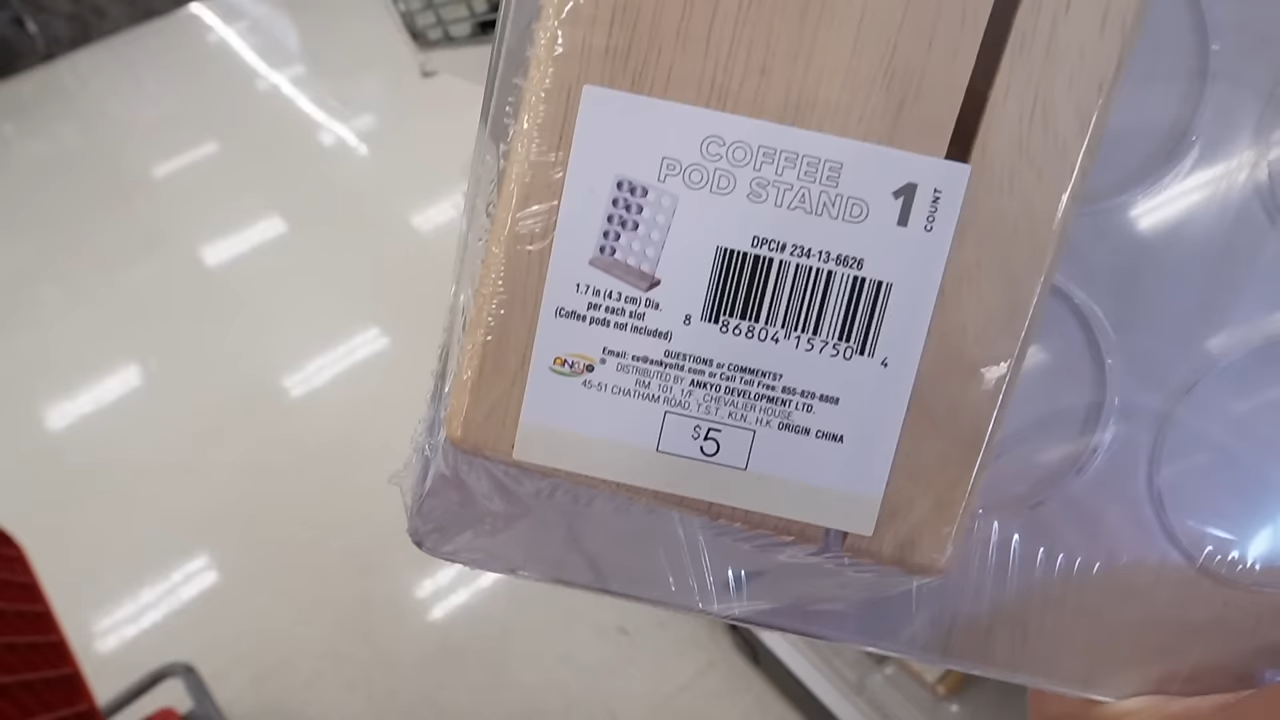 COFFEE
POD STAND
1
COUNT
DPCI# 234-13-6626
8 86804 15750 4
1.7 in (4.3 cm) Dia.
per each slot
(Coffee pods not included)
QUESTIONS or COMMENTS?
Email: cs@ankyoltd.com or Call Toll Free: 855-820-8808
ANKYO®
DISTRIBUTED BY ANKYO DEVELOPMENT LTD.
RM. 101, 1/F., CHEVALIER HOUSE,
45-51 CHATHAM ROAD, T.S.T., KLN., H.K. ORIGIN CHINA
$5